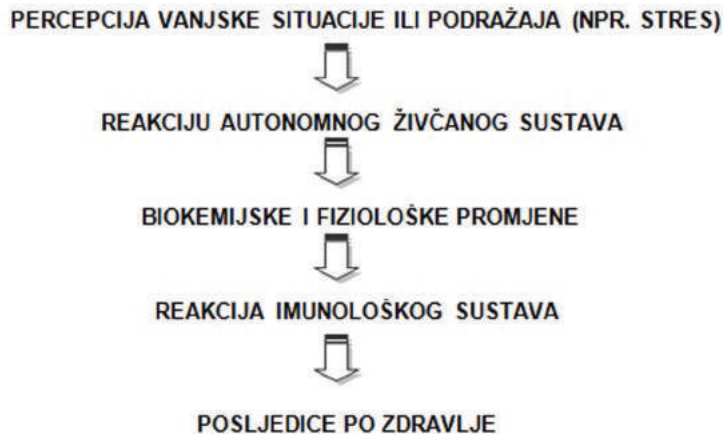 PERCEPCIJA VANJSKE SITUACIJE ILI PODRAŽAJA (NPR. STRES)
REAKCIJU AUTONOMNOG ŽIVČANOG SUSTAVA
BIOKEMIJSKE I FIZIOLOŠKE PROMJENE
REAKCIJA IMUNOLOŠKOG SUSTAVA
POSLJEDICE PO ZDRAVLJE